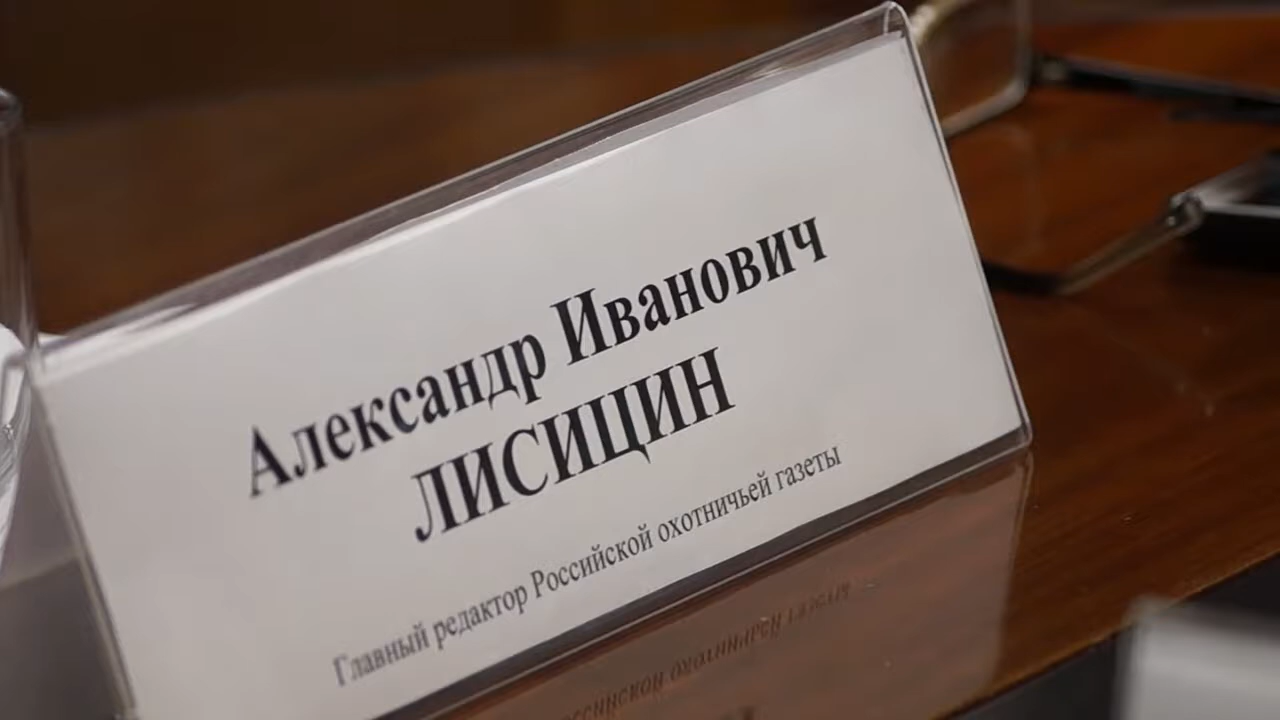 Александр Иванович
ЛИСИЦИН
Главный редактор Российской охотничьей газеты